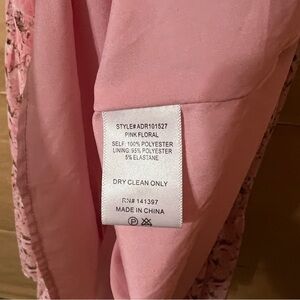 STYLE# ADR101527
PINK FLORAL
SELF: 100% POLYESTER
LINING: 95% POLYESTER
5% ELASTANE
DRY CLEAN ONLY
RN# 141397
MADE IN CHINA
P